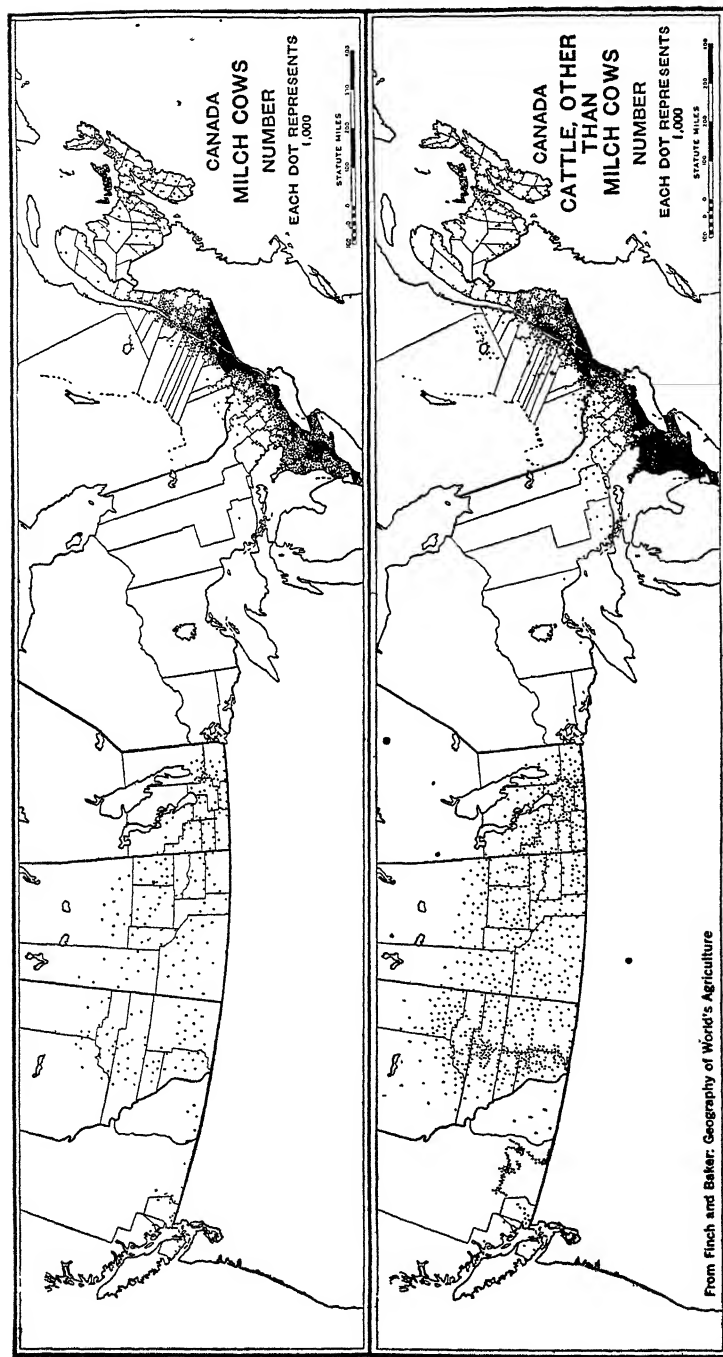 CANADA
MILCH COWS
NUMBER
EACH DOT REPRESENTS
1,000
STATUTE MILES
CANADA
CATTLE, OTHER
THAN
MILCH COWS
NUMBER
EACH DOT REPRESENTS
1,000
STATUTE MILES
From Finch and Baker: Geography of World's Agriculture